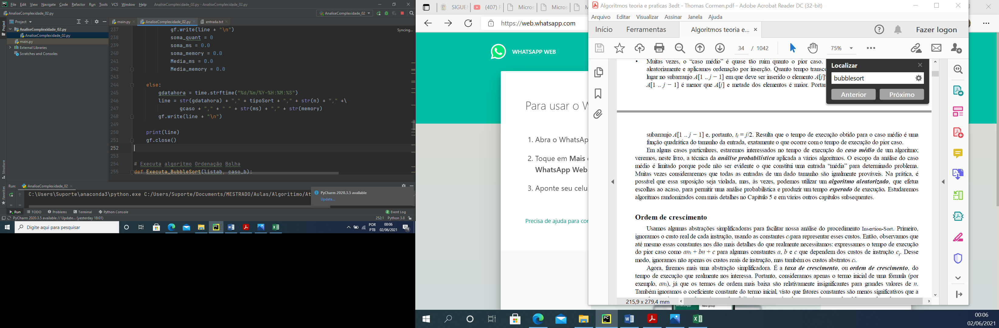 File Edit View Navigate Code Refactor Run Tools VCS Window Help AnaliseComplexidade_02.py - AnaliseComplexidade_02.py
AnaliseComplexidade_02.py
AnaliseComplexidade_02
Project
Project
main.py
AnaliseComplexidade_02.py
entrada.txt
AnaliseComplexidade_02.py
AnaliseComplexidade_02.py
main.py
External Libraries
Scratches and Consoles
Syncing...
237 gf.write(line + "\n")
238 soma_quant = 0
239 soma_ms = 0.0
240 soma_memory = 0.0
241 Media_ms = 0.0
242 Media_memory = 0.0
243
244 else:
245 gdatahora = time.strftime("%d/%m/%Y-%H:%M:%S")
246 line = str(gdatahora) + "," + tipoSort + "," + str(n) + "," +\
247 gcaso + "," + " " + str(ms) + "," + str(memory)
248 gf.write(line + "\n")
249
250 print(line)
251 gf.close()
252
253
254 # Executa algoritmo Ordenação Bolha
255 def Executa_BubbleSort(listab, caso_b):
Structure
Favorites
Run: AnaliseComplexidade_02
C:\Users\Suporte\anaconda3\python.exe C:/Users/Suporte/Documents/MESTRADO/Aulas/Algoritimo/At
PyCharm 2020.3.5 available
Update...
Run TODO Problems Terminal Python Console
2 Event Log
PyCharm 2020.3.5 available // Update... (yesterday 18:01)
252:1 Python 3.8
Digite aqui para pesquisar
POR
PTB
00:06
02/06/2021
11
SIGUE
(407) R
Micros
Micros
https://web.whatsapp.com
WHATSAPP WEB
Para usar o W
1. Abra o WhatsAp
2. Toque em Mais
WhatsApp Web
3. Aponte seu celu
Precisa de ajuda para co
Algoritmos teoria e praticas 3edt - Thomas Cormen.pdf - Adobe Acrobat Reader DC (32-bit)
Arquivo Editar Visualizar Assinar Janela Ajuda
Início Ferramentas Algoritmos teoria e... ×
Fazer logon
34 / 1042
75%
Localizar
bubblesort
Anterior Próximo
• Muitas vezes, o “caso médio” é quase tão ruim quanto o pior caso.
aleatoriamente e aplicamos ordenação por inserção. Quanto tempo transc
lugar no subarranjo A[1 .. j − 1] em que deve ser inserido o elemento A[j]?
A[1 .. j − 1] é menor que A[j] e metade dos elementos é maior. Portan
subarranjo A[1 .. j − 1] e, portanto, tj = j/2. Resulta que o tempo de execução obtido para o caso médio é uma
função quadrática do tamanho da entrada, exatamente o que ocorre com o tempo de execução do pior caso.
Em alguns casos particulares, estaremos interessados no tempo de execução do caso médio de um algoritmo;
veremos, neste livro, a técnica da análise probabilística aplicada a vários algoritmos. O escopo da análise do caso
médio é limitado porque pode não ser evidente o que constitui uma entrada “média” para determinado problema.
Muitas vezes consideraremos que todas as entradas de um dado tamanho são igualmente prováveis. Na prática, é
possível que essa suposição seja violada, mas, às vezes, podemos utilizar um algoritmo aleatorizado, que efetua
escolhas ao acaso, para permitir uma análise probabilística e produzir um tempo esperado de execução. Estudaremos
algoritmos randomizados com mais detalhes no Capítulo 5 e em vários outros capítulos subsequentes.
Ordem de crescimento
Usamos algumas abstrações simplificadoras para facilitar nossa análise do procedimento Insertion-Sort. Primeiro,
ignoramos o custo real de cada instrução, usando as constantes ci para representar esses custos. Então, observamos que
até mesmo essas constantes nos dão mais detalhes do que realmente necessitamos: expressamos o tempo de execução
do pior caso como an2 + bn + c para algumas constantes a, b e c que dependem dos custos de instrução ci. Desse
modo, ignoramos não apenas os custos reais de instrução, mas também os custos abstratos ci.
Agora, faremos mais uma abstração simplificadora. É a taxa de crescimento, ou ordem de crescimento, do
tempo de execução que realmente nos interessa. Portanto, consideramos apenas o termo inicial de uma fórmula (por
exemplo, an2), já que os termos de ordem mais baixa são relativamente insignificantes para grandes valores de n.
Também ignoramos o coeficiente constante do termo inicial, visto que fatores constantes são menos significativos que a
215,9 x 279,4 mm
WhatsApp
New group
00:06
02/06/2021